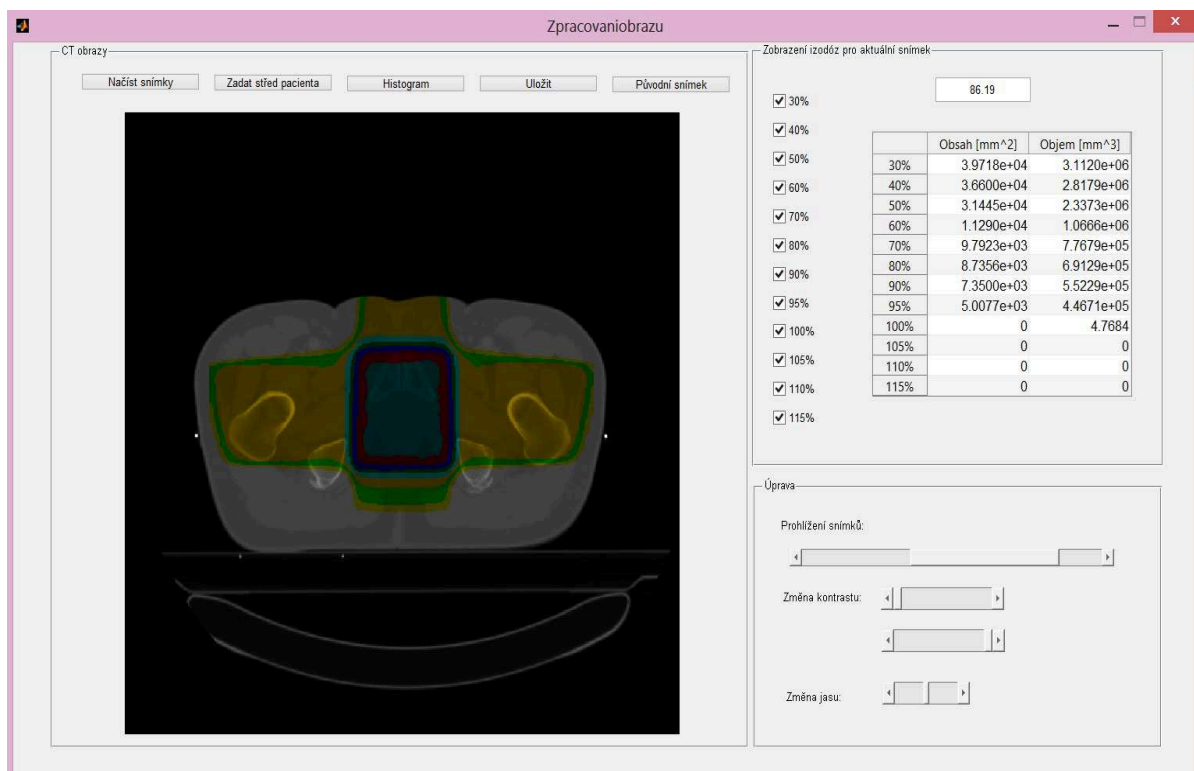 Zpracovaniobrazu
CT obrazy
Načíst snímky Zadat střed pacienta Histogram Uložit Původní snímek
Zobrazení izodóz pro aktuální snímek
86.19
30%
40%
50%
60%
70%
80%
90%
95%
100%
105%
110%
115%
Obsah [mm^2] Objem [mm^3]
30% 3.9718e+04 3.1120e+06
40% 3.6600e+04 2.8179e+06
50% 3.1445e+04 2.3373e+06
60% 1.1290e+04 1.0666e+06
70% 9.7923e+03 7.7679e+05
80% 8.7356e+03 6.9129e+05
90% 7.3500e+03 5.5229e+05
95% 5.0077e+03 4.4671e+05
100% 0 4.7684
105% 0 0
110% 0 0
115% 0 0
Úprava
Prohlížení snímků:
Změna kontrastu:
Změna jasu: